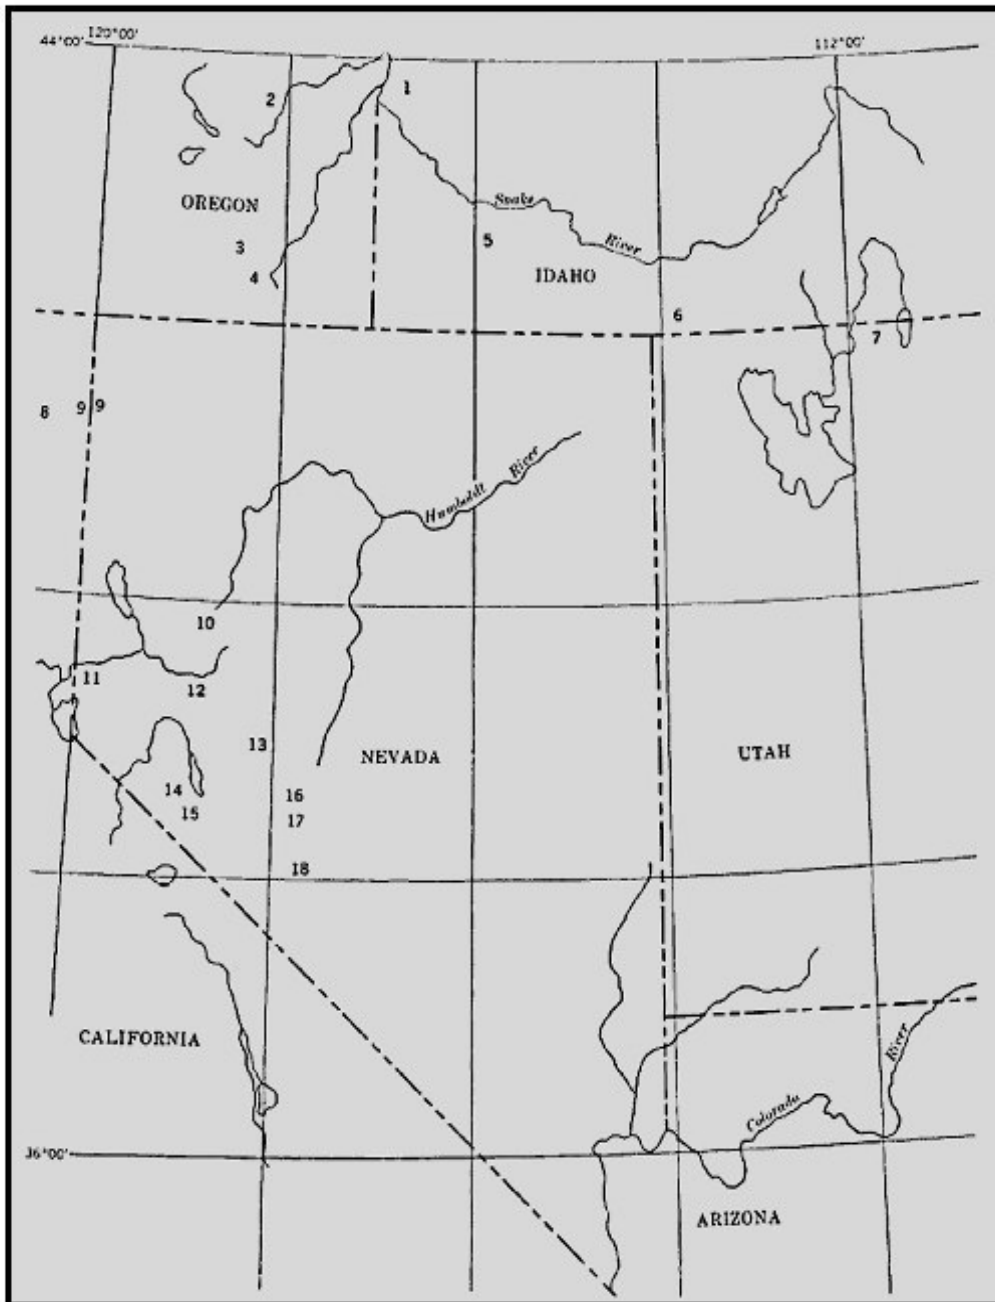 120°00'
44°00'
112°00'
2
1
OREGON
Snake
River
3
4
5
IDAHO
6
7
8
9
9
Humboldt
River
10
11
12
13
NEVADA
UTAH
14
15
16
17
18
CALIFORNIA
River
Colorado
36°00'
ARIZONA